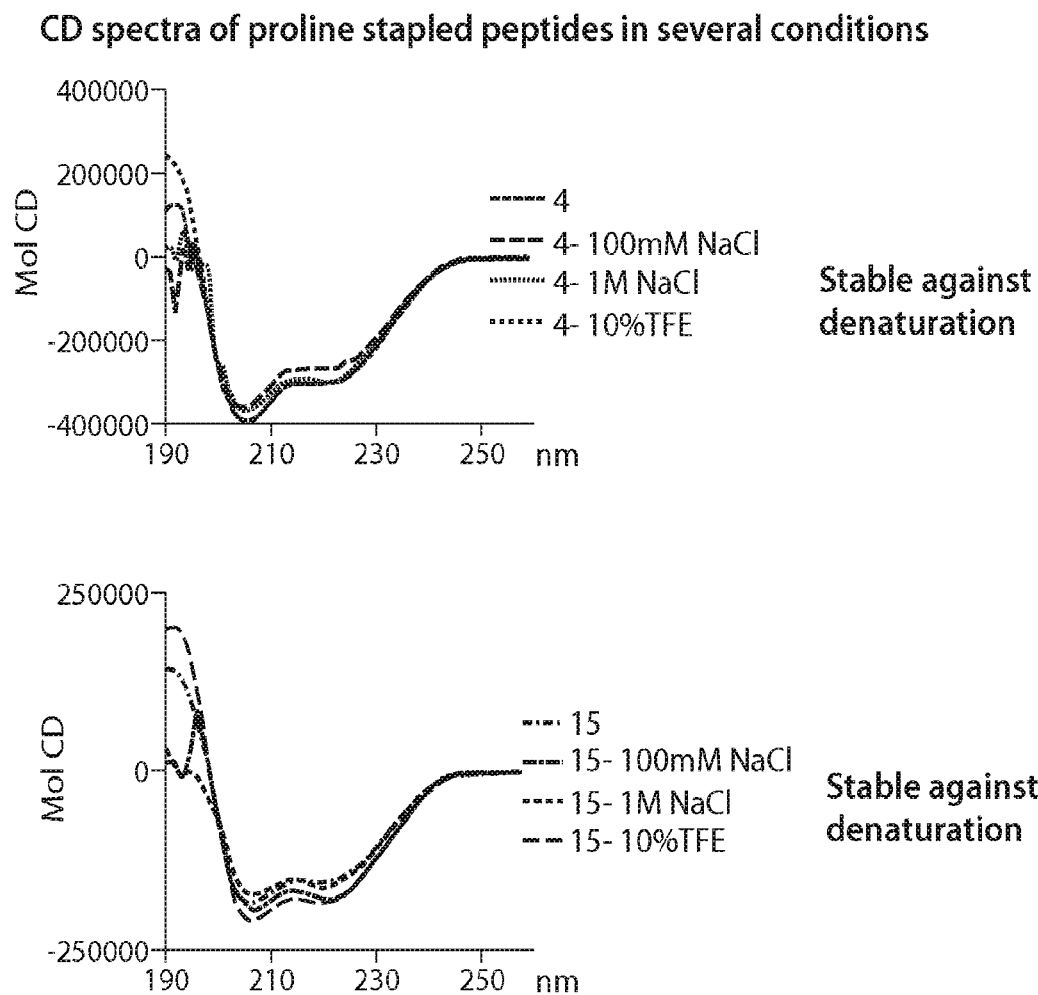 CD spectra of proline stapled peptides in several conditions
400000
200000
0
-200000
-400000
Mol CD
190 210 230 250 nm
4
4- 100mM NaCl
4- 1M NaCl
4- 10%TFE
Stable against
denaturation
250000
0
-250000
Mol CD
190 210 230 250 nm
15
15- 100mM NaCl
15- 1M NaCl
15- 10%TFE
Stable against
denaturation